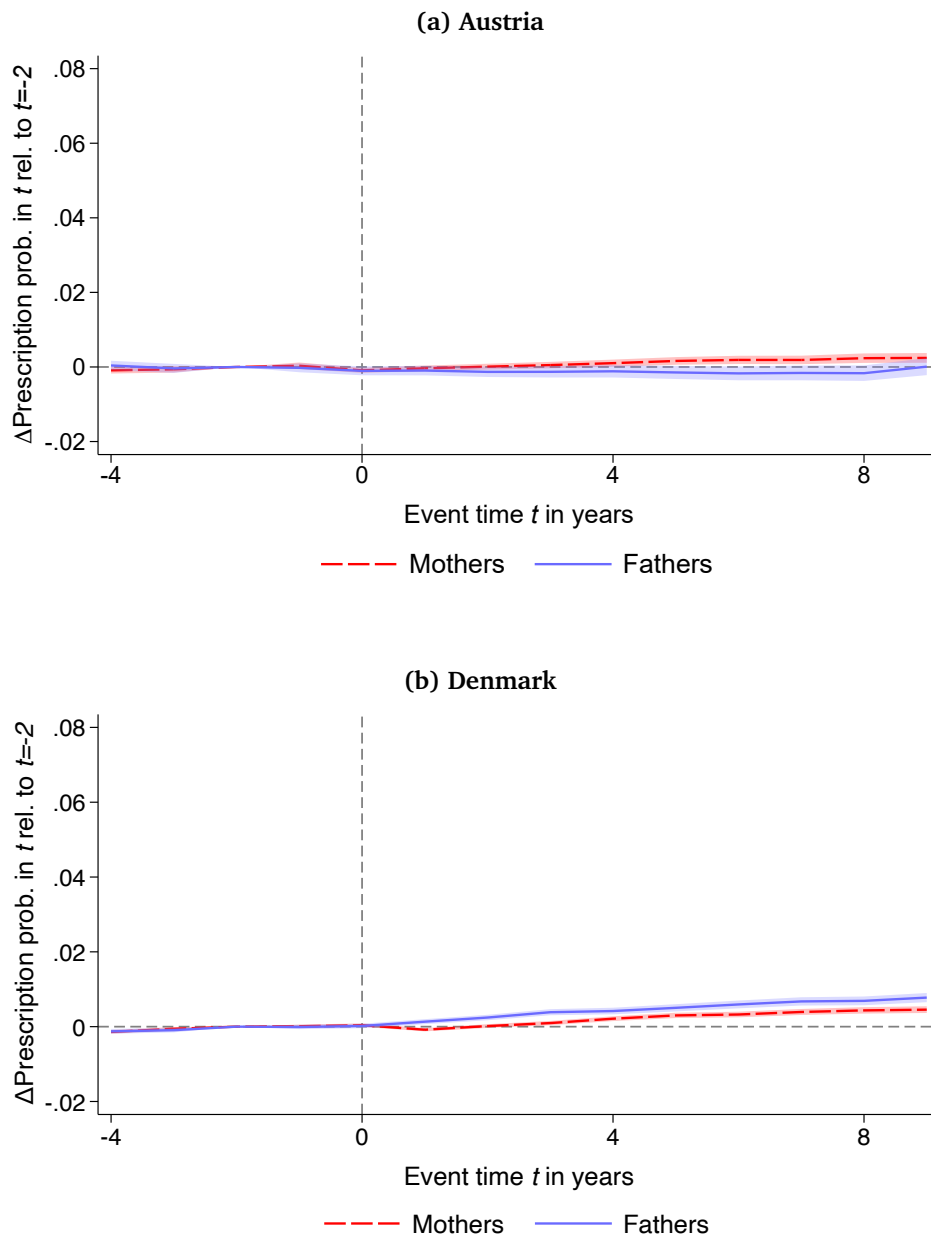 (a) Austria
ΔPrescription prob. in t rel. to t=-2
.08
.06
.04
.02
0
-.02
-4 0 4 8
Event time t in years
Mothers Fathers
(b) Denmark
ΔPrescription prob. in t rel. to t=-2
.08
.06
.04
.02
0
-.02
-4 0 4 8
Event time t in years
Mothers Fathers